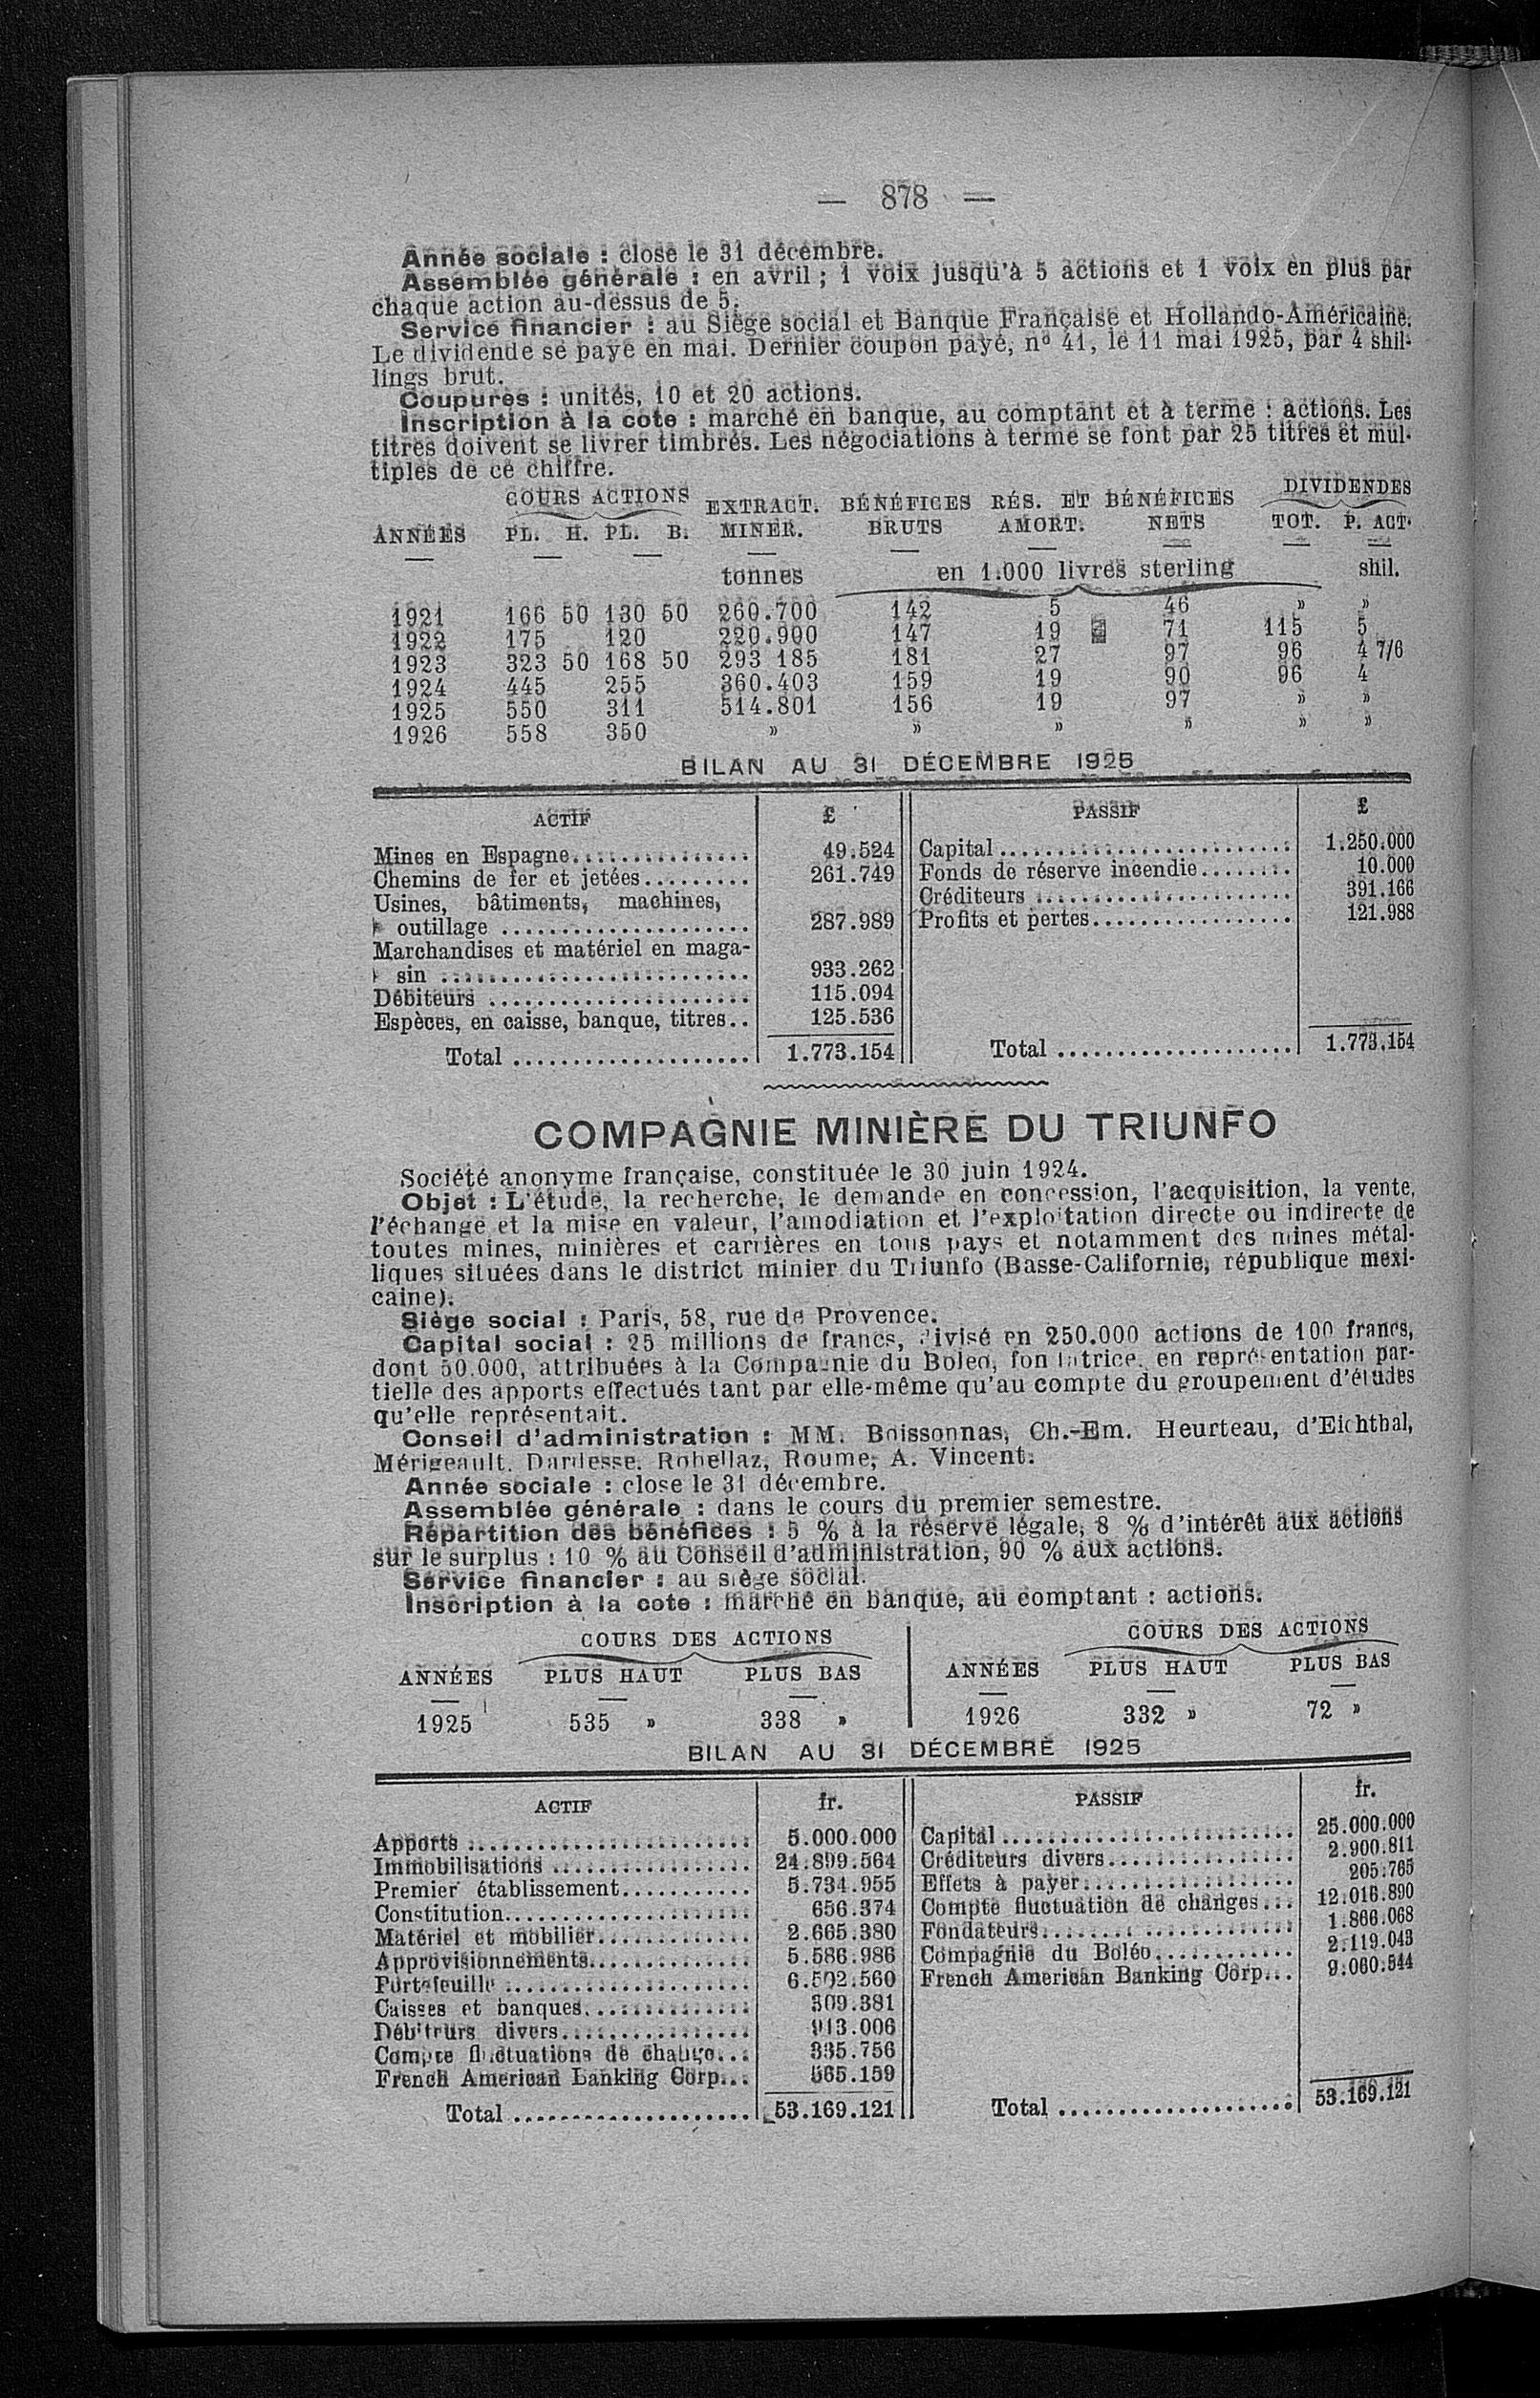 — 878 —
Année sociale : close le 31 décembre.
Assemblée générale : en avril ; 1 voix jusqu'à 5 actions et 1 voix en plus par
chaque action au-dessus de 5.
Service financier : au Siège social et Banque Française et Hollando-Américaine.
Le dividende se paye en mai. Dernier coupon payé, nº 41, le 11 mai 1925, par 4 shil-
lings brut.
Coupures : unités, 10 et 20 actions.
Inscription à la cote : marché en banque, au comptant et à terme : actions. Les
titres doivent se livrer timbrés. Les négociations à terme se font par 25 titres et mul-
tiples de ce chiffre.
COURS ACTIONS EXTRACT. BÉNÉFICES RÉS. ET BÉNÉFICES DIVIDENDES
ANNÉES PL. H. PL. B. MINER. BRUTS AMORT. NETS TOT. P. ACT.
tonnes en 1.000 livres sterling shil.
1921 166 50 130 50 260.700 142 5 46 » »
1922 175 120 220.900 147 19 71 115 5
1923 323 50 168 50 293 185 181 27 97 96 4 7/6
1924 445 255 360.403 159 19 90 96 4
1925 550 311 514.801 156 19 97 » »
1926 558 350 » » » » » »
BILAN AU 31 DÉCEMBRE 1925
ACTIF £ PASSIF £
Mines en Espagne............... 49.524 Capital......................... 1.250.000
Chemins de fer et jetées......... 261.749 Fonds de réserve incendie........ 10.000
Usines, bâtiments, machines, Créditeurs ...................... 391.166
outillage ..................... 287.989 Profits et pertes................. 121.988
Marchandises et matériel en maga-
sin .......................... 933.262
Débiteurs ...................... 115.094
Espèces, en caisse, banque, titres.. 125.536
Total .................... 1.773.154 Total .................... 1.773.154
COMPAGNIE MINIÈRE DU TRIUNFO
Société anonyme française, constituée le 30 juin 1924.
Objet : L'étude, la recherche, le demande en concession, l'acquisition, la vente,
l'échange et la mise en valeur, l'amodiation et l'exploitation directe ou indirecte de
toutes mines, minières et carrières en tous pays et notamment des mines métal-
liques situées dans le district minier du Triunfo (Basse-Californie, république mexi-
caine).
Siège social : Paris, 58, rue de Provence.
Capital social : 25 millions de francs, divisé en 250.000 actions de 100 francs,
dont 50.000, attribuées à la Compagnie du Boleo, fondatrice, en représentation par-
tielle des apports effectués tant par elle-même qu'au compte du groupement d'études
qu'elle représentait.
Conseil d'administration : MM. Boissonnas, Ch.-Em. Heurteau, d'Eichthal,
Mérigeault, Dardesse, Robellaz, Roume, A. Vincent.
Année sociale : close le 31 décembre.
Assemblée générale : dans le cours du premier semestre.
Répartition des bénéfices : 5 % à la réserve légale, 8 % d'intérêt aux actions
sur le surplus : 10 % au Conseil d'administration, 90 % aux actions.
Service financier : au siège social.
Inscription à la cote : marché en banque, au comptant : actions.
COURS DES ACTIONS COURS DES ACTIONS
ANNÉES PLUS HAUT PLUS BAS ANNÉES PLUS HAUT PLUS BAS
1925 535 » 338 » 1926 332 » 72 »
BILAN AU 31 DÉCEMBRE 1925
ACTIF fr. PASSIF fr.
Apports ........................ 5.000.000 Capital ......................... 25.000.000
Immobilisations ................. 24.899.564 Créditeurs divers................ 2.900.811
Premier établissement........... 5.734.955 Effets à payer.................. 205.765
Constitution..................... 656.374 Compte fluctuation de changes... 12.016.890
Matériel et mobilier............. 2.665.380 Fondateurs..................... 1.866.068
Approvisionnements.............. 5.586.986 Compagnie du Boléo............ 2.119.043
Portefeuille ..................... 6.502.560 French American Banking Corp... 9.060.544
Caisses et banques.............. 309.381
Débiteurs divers................ 913.006
Compte fluctuations de change... 335.756
French American Banking Corp... 565.159
Total .................... 53.169.121 Total .................... 53.169.121